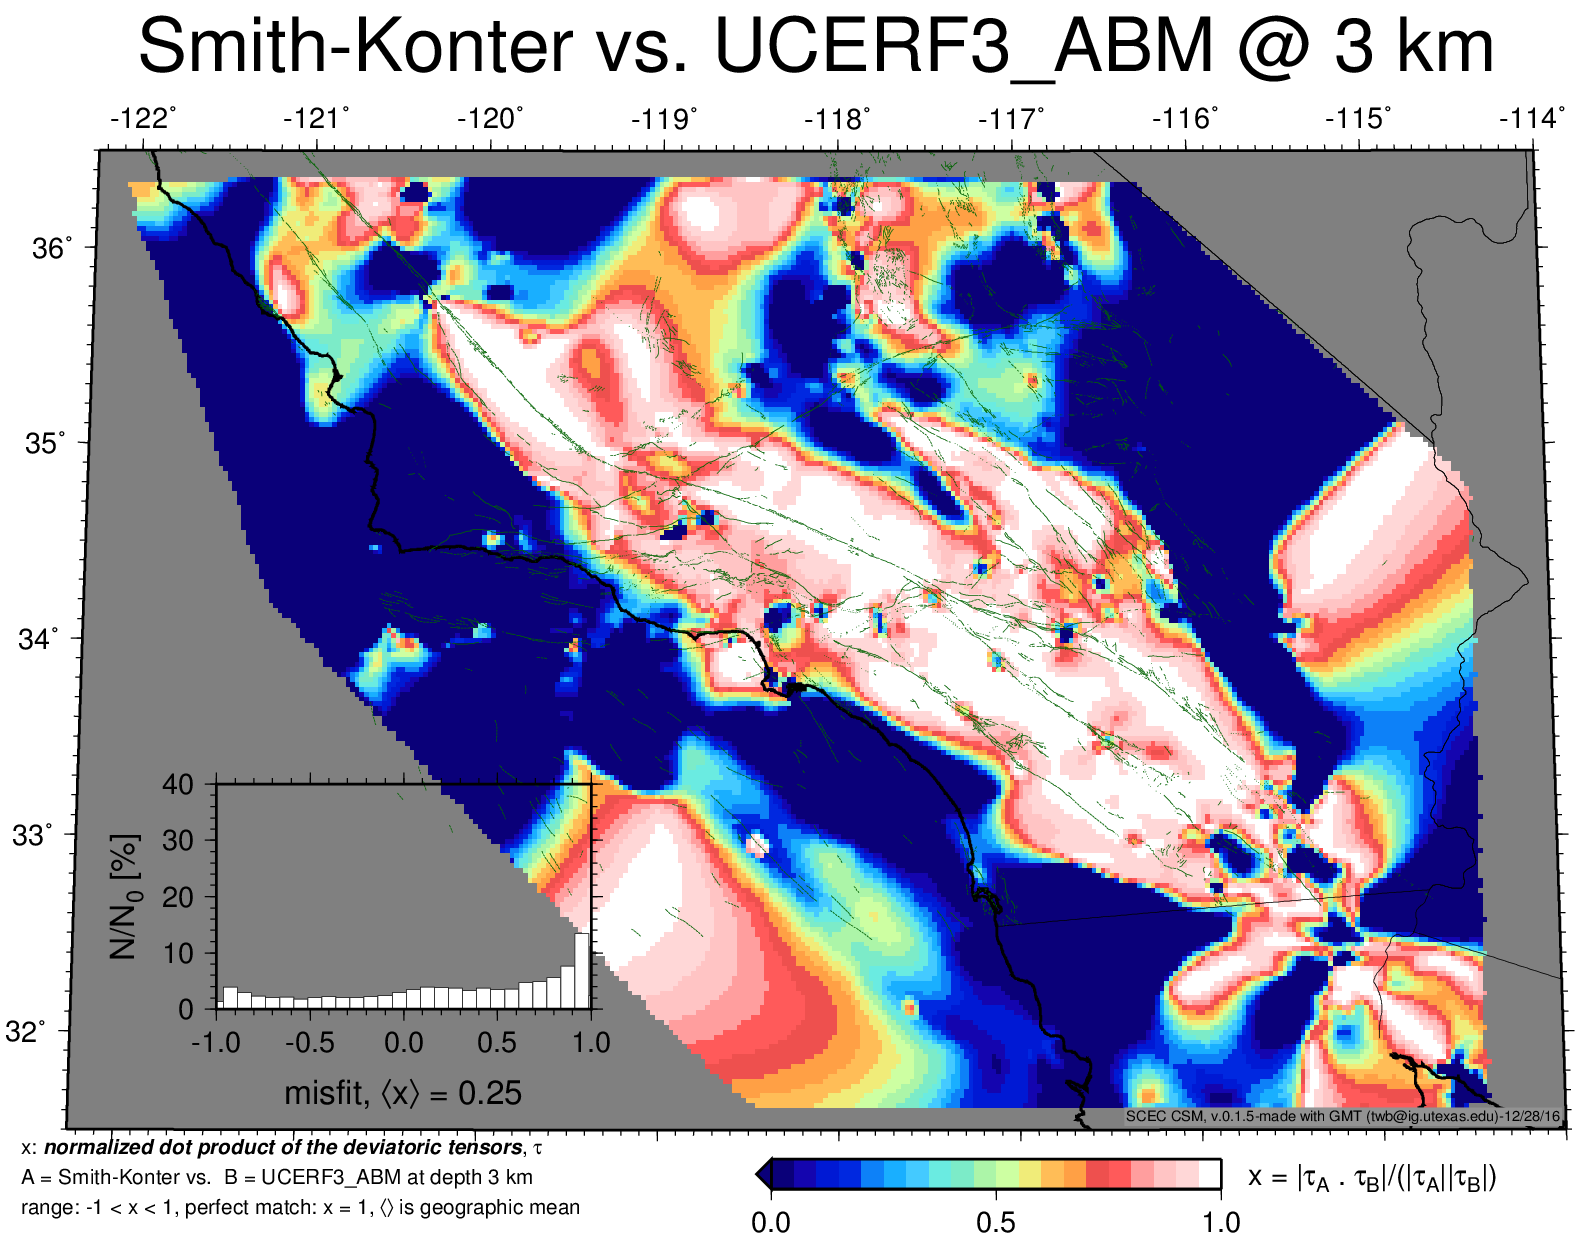 Smith-Konter vs. UCERF3_ABM @ 3 km
-122˚ -121˚ -120˚ -119˚ -118˚ -117˚ -116˚ -115˚ -114˚
36˚
35˚
34˚
33˚
32˚
40
30
20
10
0
N/N0 [%]
-1.0 -0.5 0.0 0.5 1.0
misfit, ⟨x⟩ = 0.25
SCEC CSM, v.0.1.5-made with GMT (twb@ig.utexas.edu)-12/28/16
x: normalized dot product of the deviatoric tensors, τ
A = Smith-Konter vs. B = UCERF3_ABM at depth 3 km
range: -1 < x < 1, perfect match: x = 1, ⟨⟩ is geographic mean
x = |τA . τB|/(|τA||τB|)
0.0 0.5 1.0